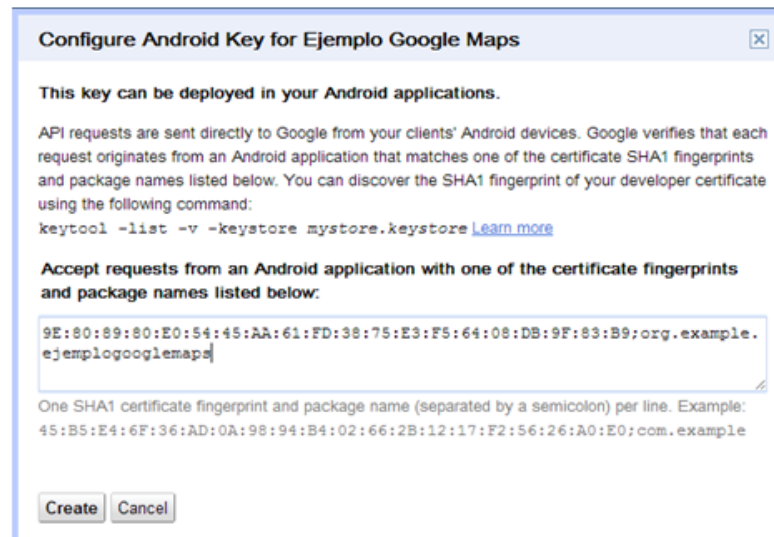 Configure Android Key for Ejemplo Google Maps
This key can be deployed in your Android applications.
API requests are sent directly to Google from your clients' Android devices. Google verifies that each
request originates from an Android application that matches one of the certificate SHA1 fingerprints
and package names listed below. You can discover the SHA1 fingerprint of your developer certificate
using the following command:
keytool -list -v -keystore mystore.keystore Learn more
Accept requests from an Android application with one of the certificate fingerprints
and package names listed below:
9E:80:89:80:E0:54:45:AA:61:FD:38:75:E3:F5:64:08:DB:9F:83:B9;org.example.
ejemplogooglemaps
One SHA1 certificate fingerprint and package name (separated by a semicolon) per line. Example:
45:B5:E4:6F:36:AD:0A:98:94:B4:02:66:2B:12:17:F2:56:26:A0:E0;com.example
Create Cancel